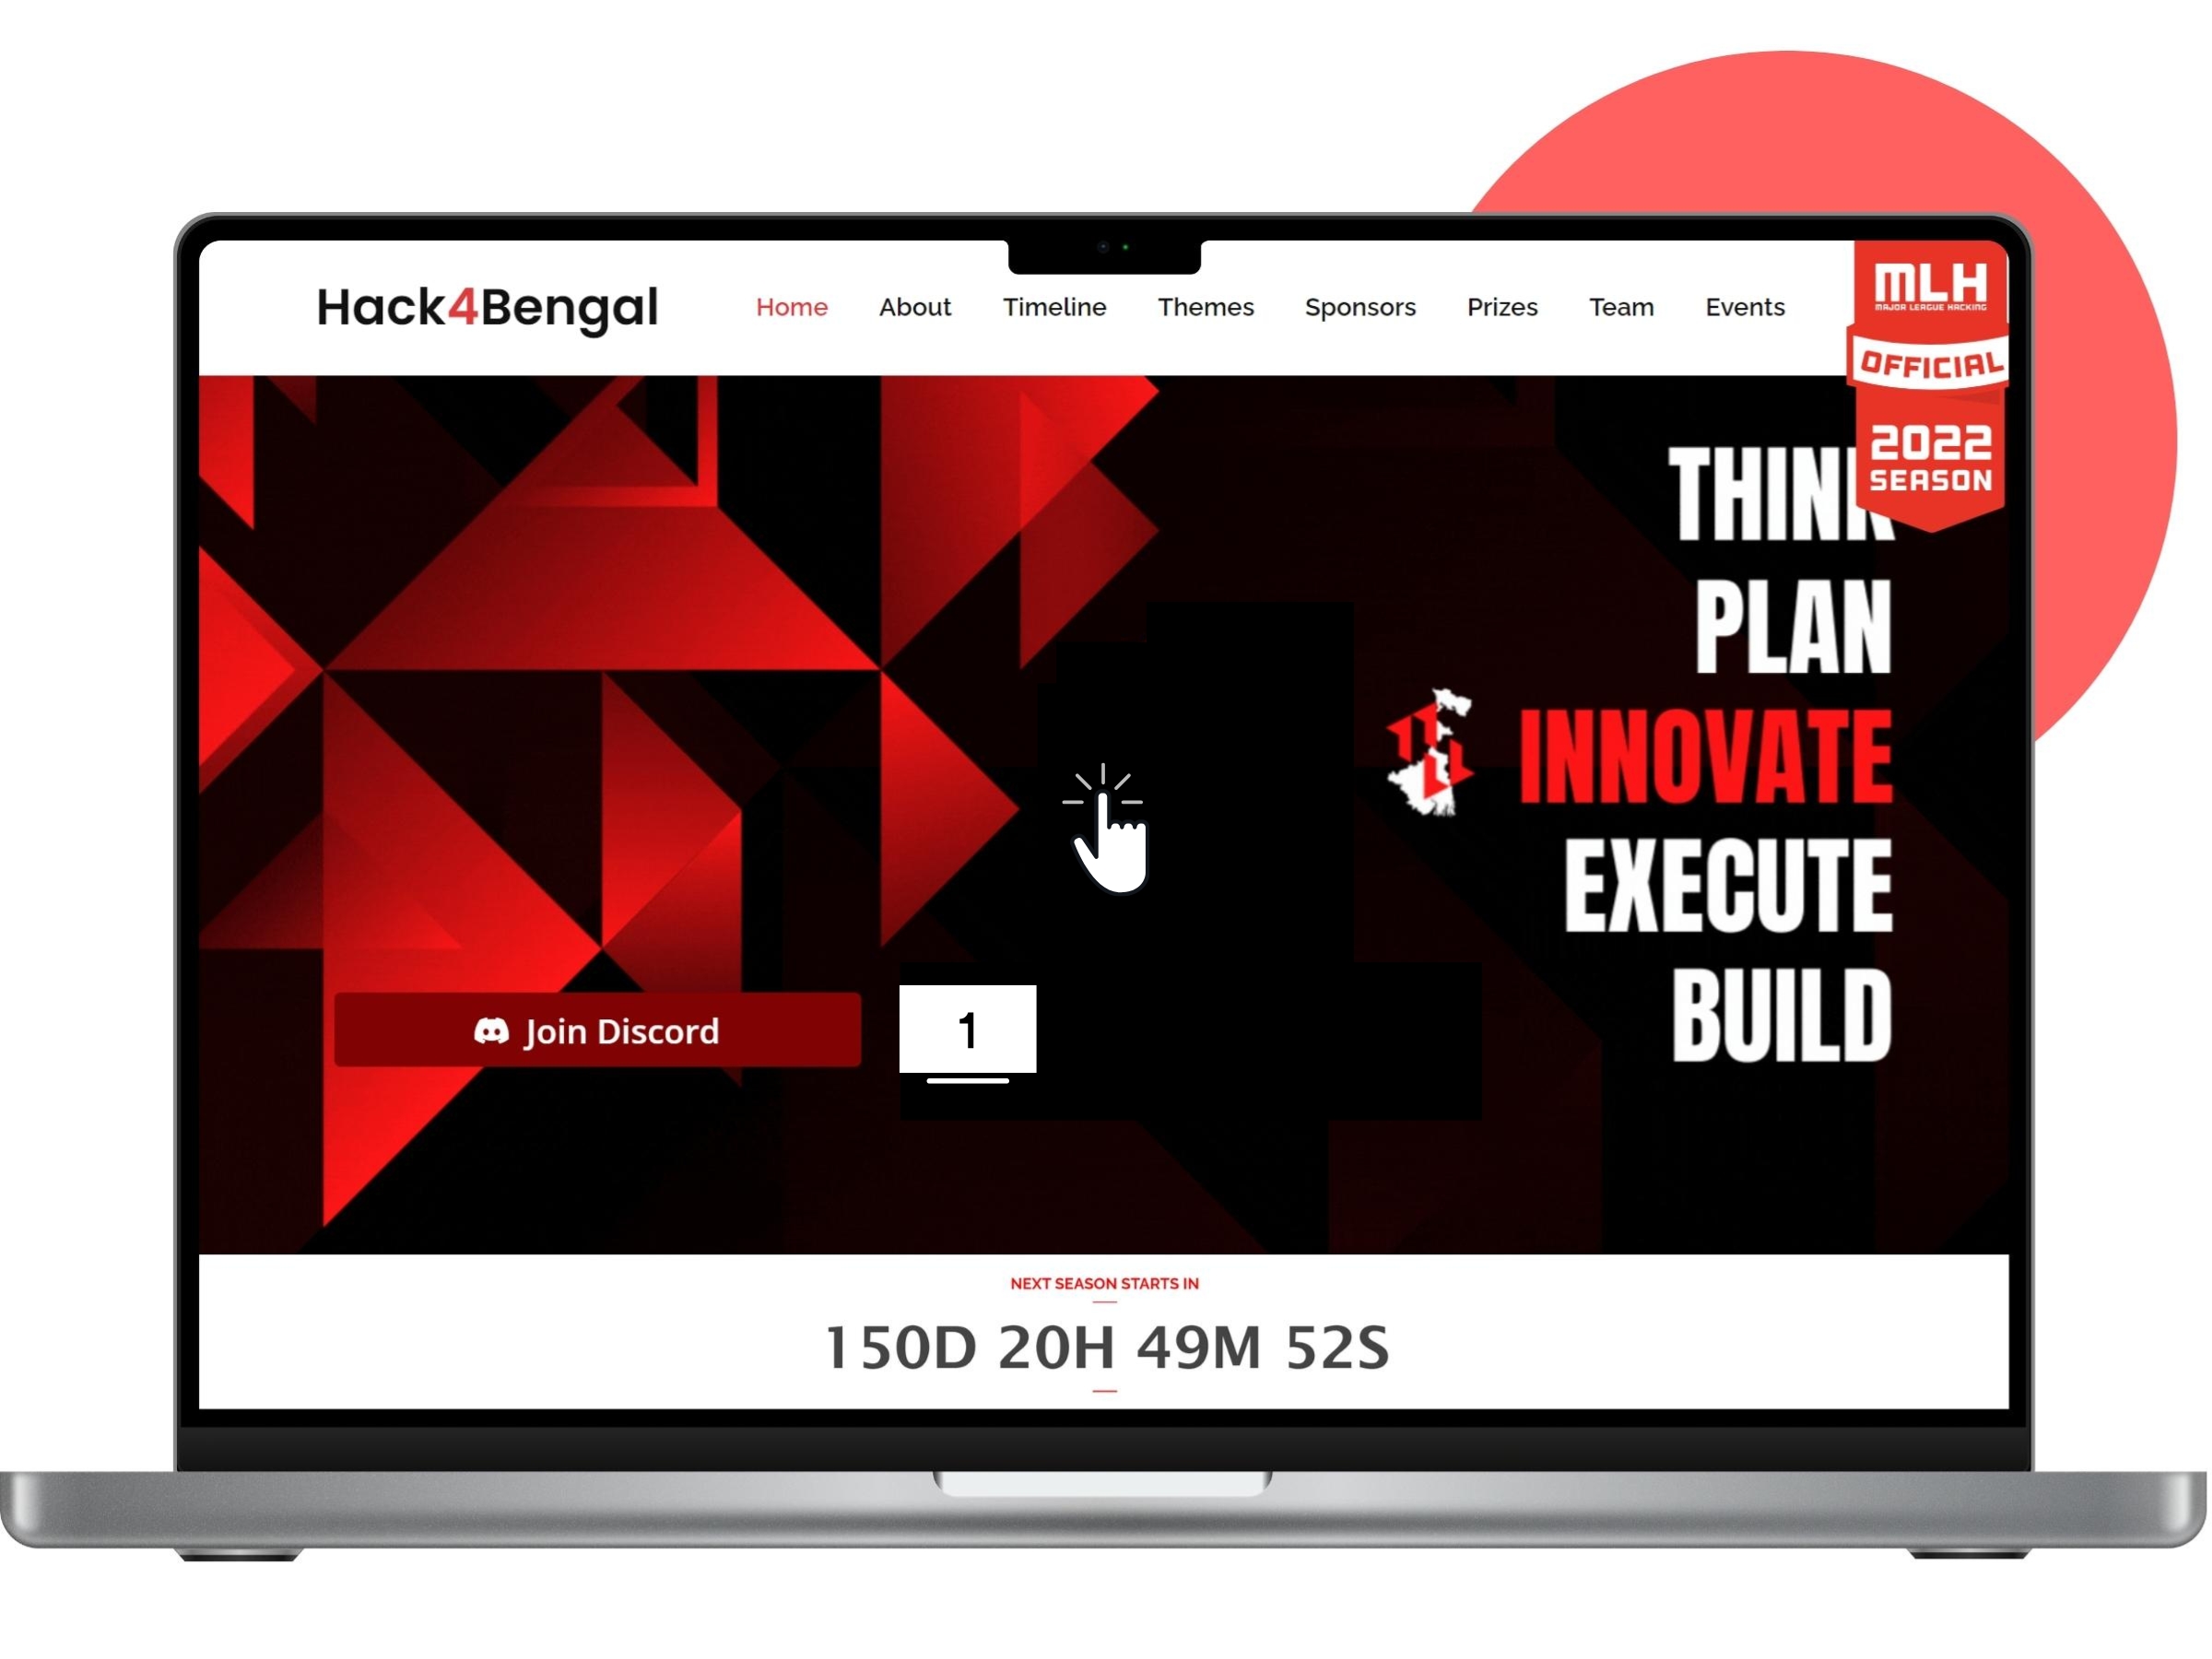 Hack4Bengal
Home About Timeline Themes Sponsors Prizes Team Events
MLH
MAJOR LEAGUE HACKING
OFFICIAL
2022
SEASON
THINK
PLAN
INNOVATE
EXECUTE
BUILD
Join Discord
1
NEXT SEASON STARTS IN
150D 20H 49M 52S